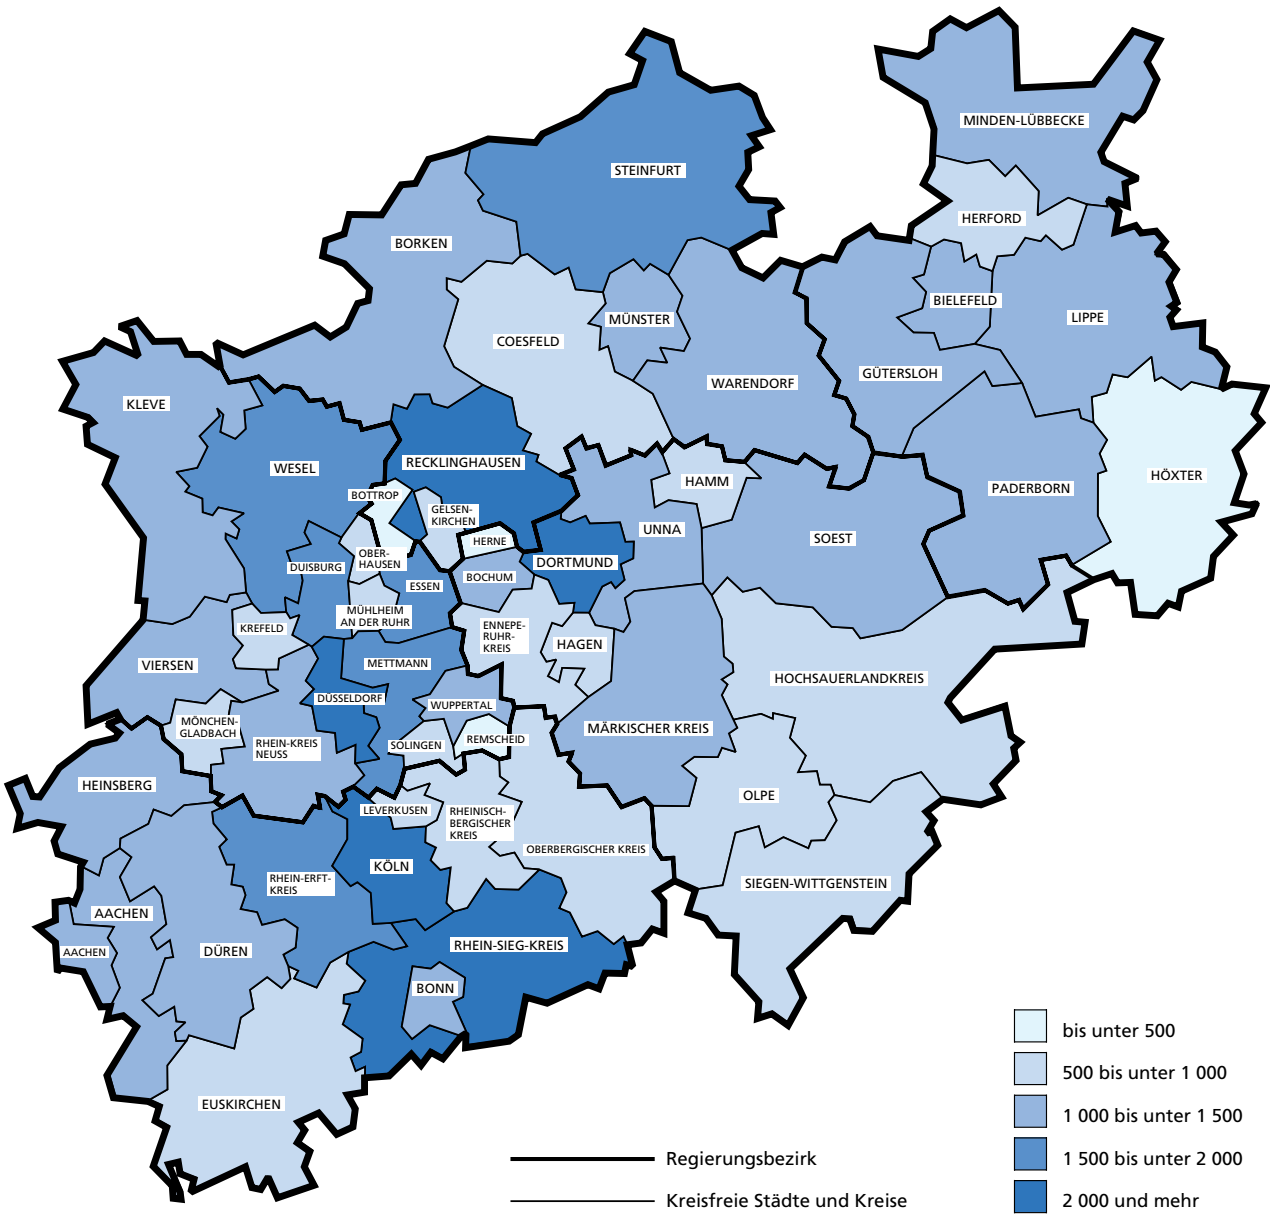 MINDEN-LÜBBECKE
STEINFURT
HERFORD
BORKEN
BIELEFELD
MÜNSTER
LIPPE
COESFELD
GÜTERSLOH
WARENDORF
KLEVE
RECKLINGHAUSEN
WESEL
HÖXTER
HAMM
PADERBORN
BOTTROP
GELSEN-
KIRCHEN
UNNA
SOEST
HERNE
OBER-
HAUSEN
DORTMUND
DUISBURG
BOCHUM
ESSEN
MÜHLHEIM
AN DER RUHR
KREFELD
ENNEPE-
RUHR-
KREIS
HAGEN
VIERSEN
METTMANN
HOCHSAUERLANDKREIS
DÜSSELDORF
WUPPERTAL
MÖNCHEN-
GLADBACH
MÄRKISCHER KREIS
RHEIN-KREIS
NEUSS
SOLINGEN
REMSCHEID
HEINSBERG
OLPE
LEVERKUSEN
RHEINISCH-
BERGISCHER
KREIS
OBERBERGISCHER KREIS
KÖLN
RHEIN-ERFT-
KREIS
SIEGEN-WITTGENSTEIN
AACHEN
RHEIN-SIEG-KREIS
AACHEN
DÜREN
BONN
EUSKIRCHEN
bis unter 500
500 bis unter 1 000
1 000 bis unter 1 500
1 500 bis unter 2 000
2 000 und mehr
Regierungsbezirk
Kreisfreie Städte und Kreise